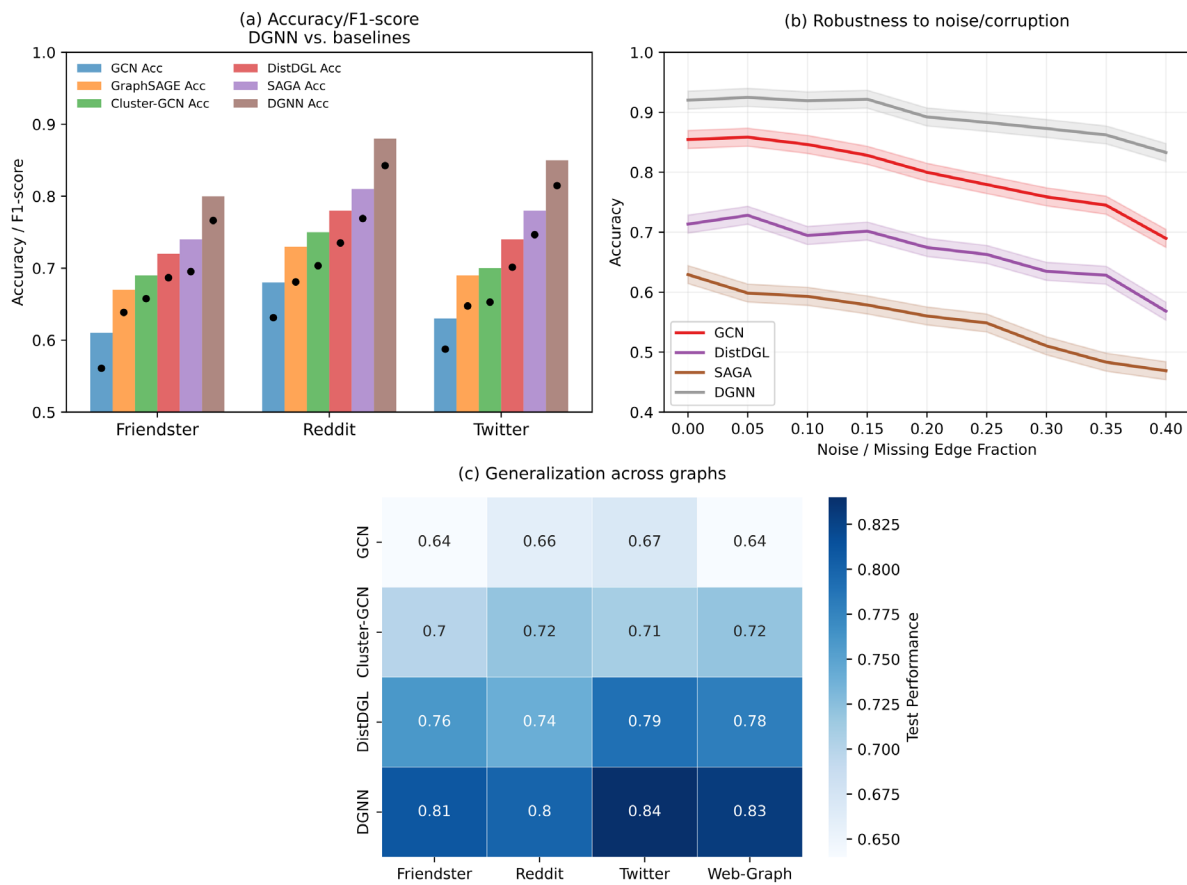 (a) Accuracy/F1-score
DGNN vs. baselines
Accuracy / F1-score
1.0
0.9
0.8
0.7
0.6
0.5
GCN Acc
GraphSAGE Acc
Cluster-GCN Acc
DistDGL Acc
SAGA Acc
DGNN Acc
Friendster Reddit Twitter
(b) Robustness to noise/corruption
Accuracy
1.0
0.9
0.8
0.7
0.6
0.5
0.4
GCN
DistDGL
SAGA
DGNN
0.00 0.05 0.10 0.15 0.20 0.25 0.30 0.35 0.40
Noise / Missing Edge Fraction
(c) Generalization across graphs
GCN 0.64 0.66 0.67 0.64
Cluster-GCN 0.7 0.72 0.71 0.72
DistDGL 0.76 0.74 0.79 0.78
DGNN 0.81 0.8 0.84 0.83
Friendster Reddit Twitter Web-Graph
0.825
0.800
0.775
0.750
0.725
0.700
0.675
0.650
Test Performance